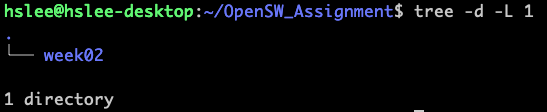 hslee@hslee-desktop:~/OpenSW_Assignment$ tree -d -L 1
.
└── week02
1 directory